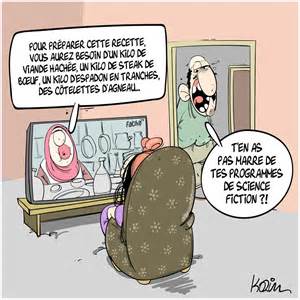 POUR PRÉPARER CETTE RECETTE,
VOUS AUREZ BESOIN D'UN KILO DE
VIANDE HACHÉE, UN KILO DE STEAK DE
BŒUF, UN KILO D'ESPADON EN TRANCHES,
DES CÔTELETTES D'AGNEAU...
T'EN AS
PAS MARRE DE
TES PROGRAMMES
DE SCIENCE
FICTION ?!